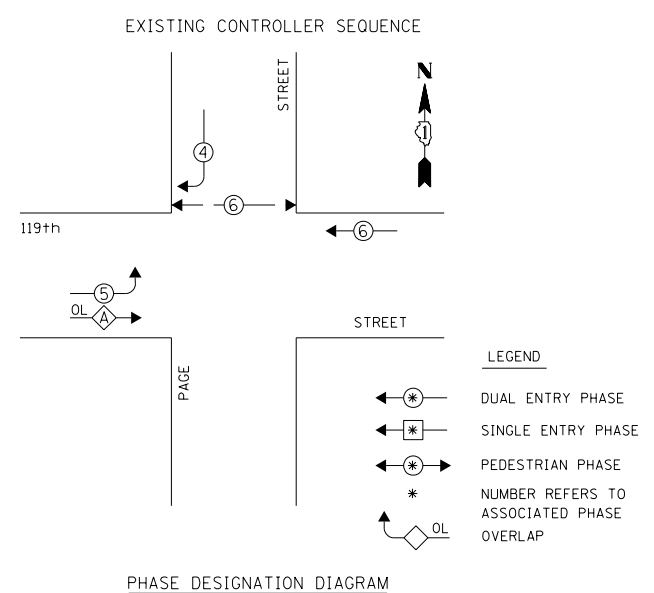 EXISTING CONTROLLER SEQUENCE
STREET
N
1
4
6
6
119th
5
OL
A
STREET
PAGE
LEGEND
* DUAL ENTRY PHASE
* SINGLE ENTRY PHASE
* PEDESTRIAN PHASE
* NUMBER REFERS TO
ASSOCIATED PHASE
OL OVERLAP
PHASE DESIGNATION DIAGRAM